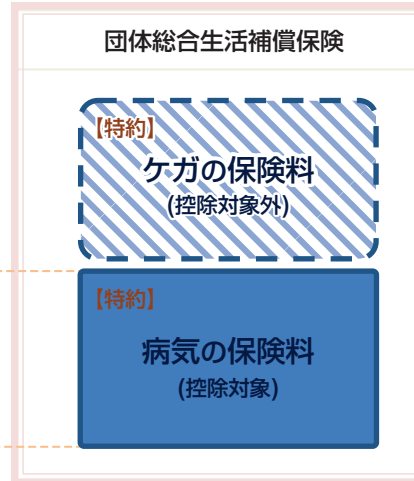 団体総合生活補償保険
【特約】
ケガの保険料
(控除対象外)
【特約】
病気の保険料
(控除対象)